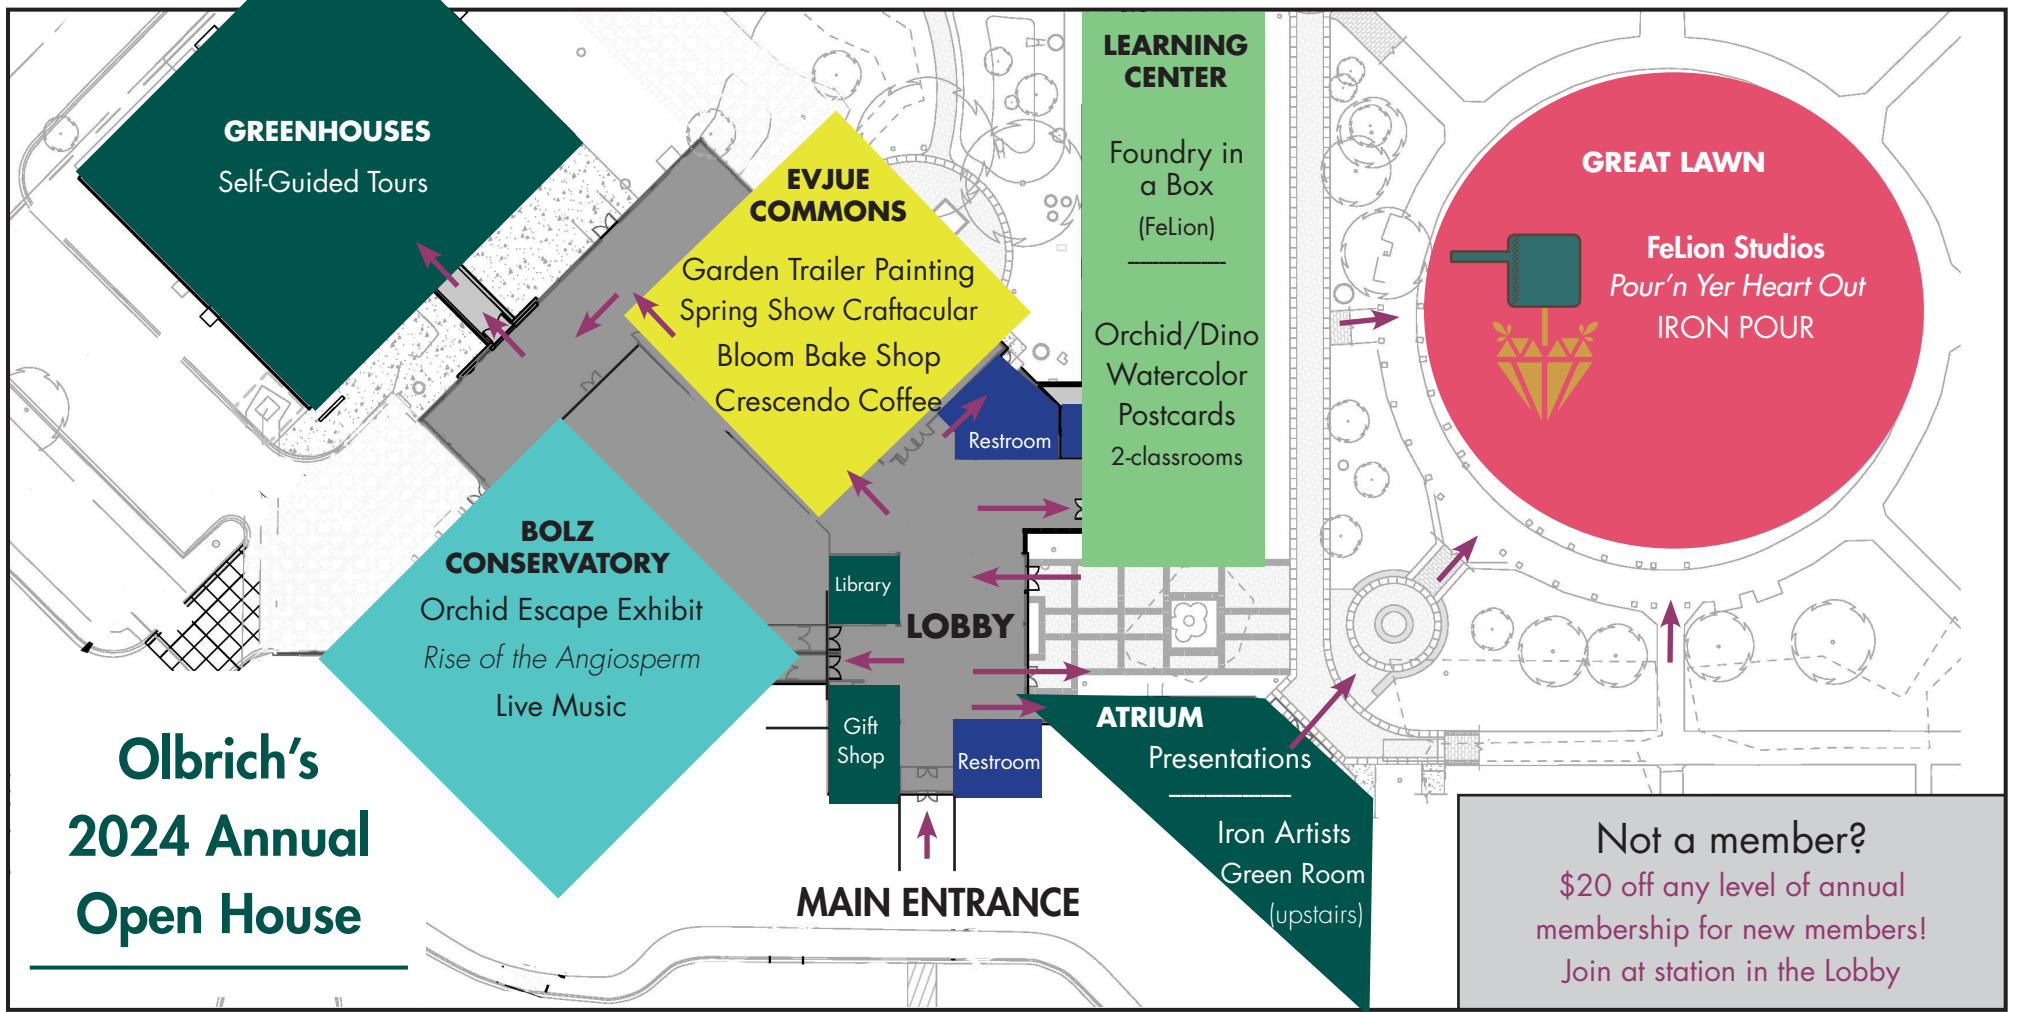 GREENHOUSES
Self-Guided Tours
EVJUE
COMMONS
Garden Trailer Painting
Spring Show Craftacular
Bloom Bake Shop
Crescendo Coffee
LEARNING
CENTER
Foundry in
a Box
(FeLion)
Orchid/Dino
Watercolor
Postcards
2-classrooms
GREAT LAWN
FeLion Studios
Pour’n Yer Heart Out
IRON POUR
Restroom
BOLZ
CONSERVATORY
Orchid Escape Exhibit
Rise of the Angiosperm
Live Music
Library
LOBBY
Gift
Shop
Restroom
ATRIUM
Presentations
Iron Artists
Green Room
(upstairs)
MAIN ENTRANCE
Olbrich’s
2024 Annual
Open House
Not a member?
$20 off any level of annual
membership for new members!
Join at station in the Lobby